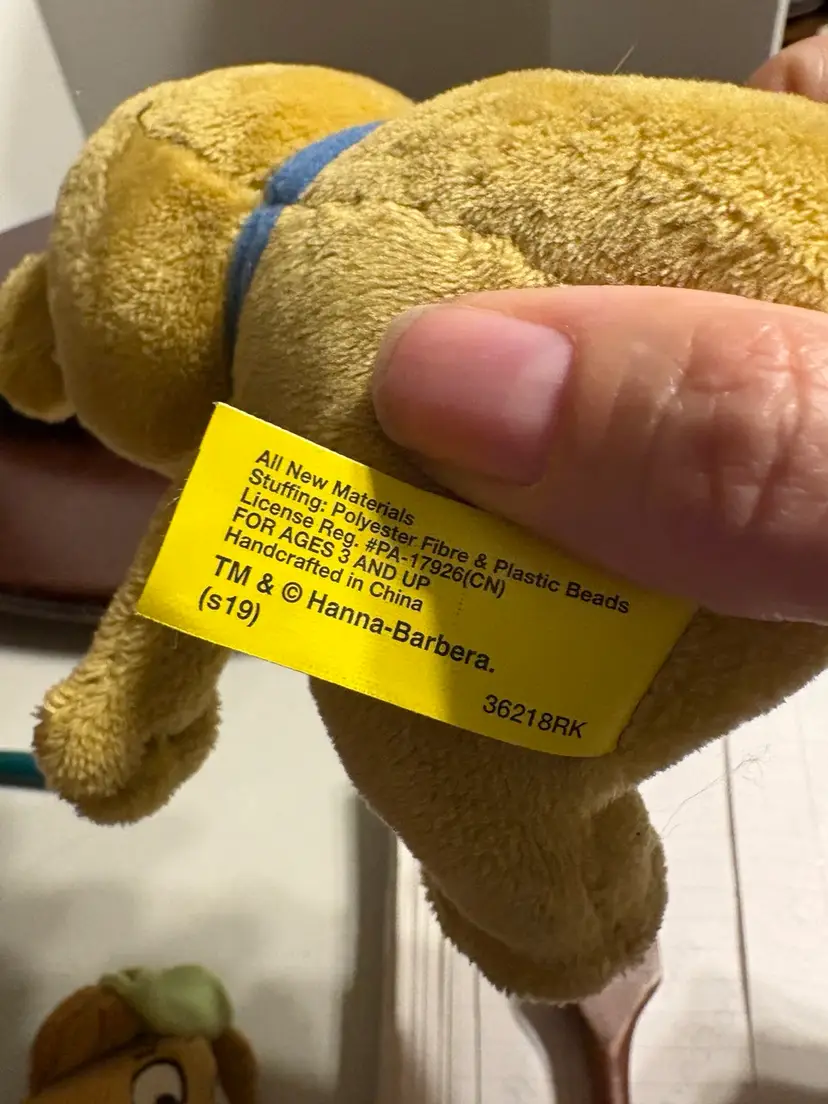 All New Materials
Stuffing: Polyester Fibre & Plastic Beads
License Reg. #PA-17926(CN)
FOR AGES 3 AND UP
Handcrafted in China
TM & © Hanna-Barbera.
(s19)
36218RK